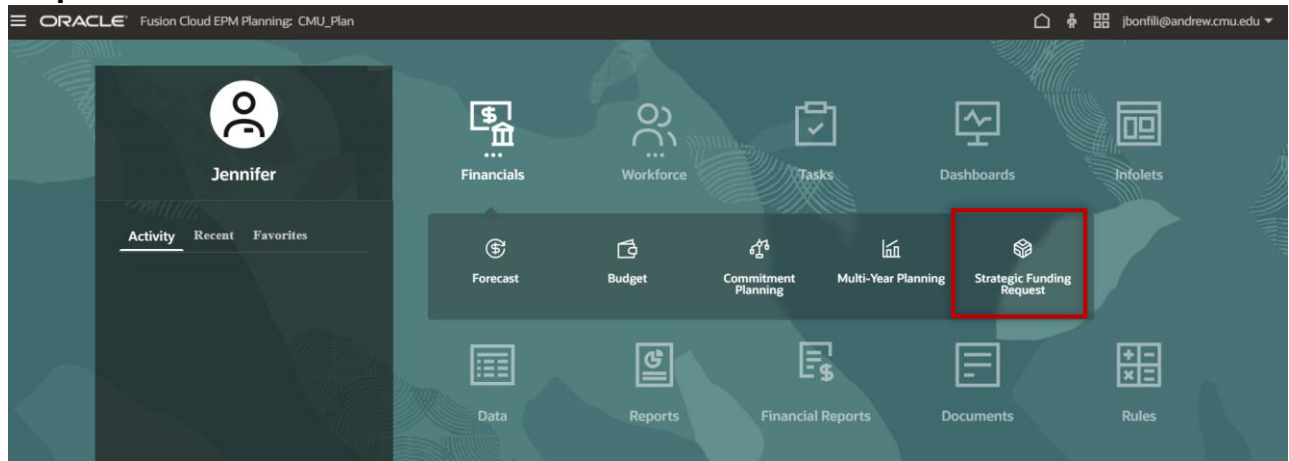 ORACLE Fusion Cloud EPM Planning: CMU_Plan
jbonfili@andrew.cmu.edu
Jennifer
Activity Recent Favorites
Financials
Workforce
Tasks
Dashboards
Infolets
Forecast
Budget
Commitment
Planning
Multi-Year Planning
Strategic Funding
Request
Data
Reports
Financial Reports
Documents
Rules